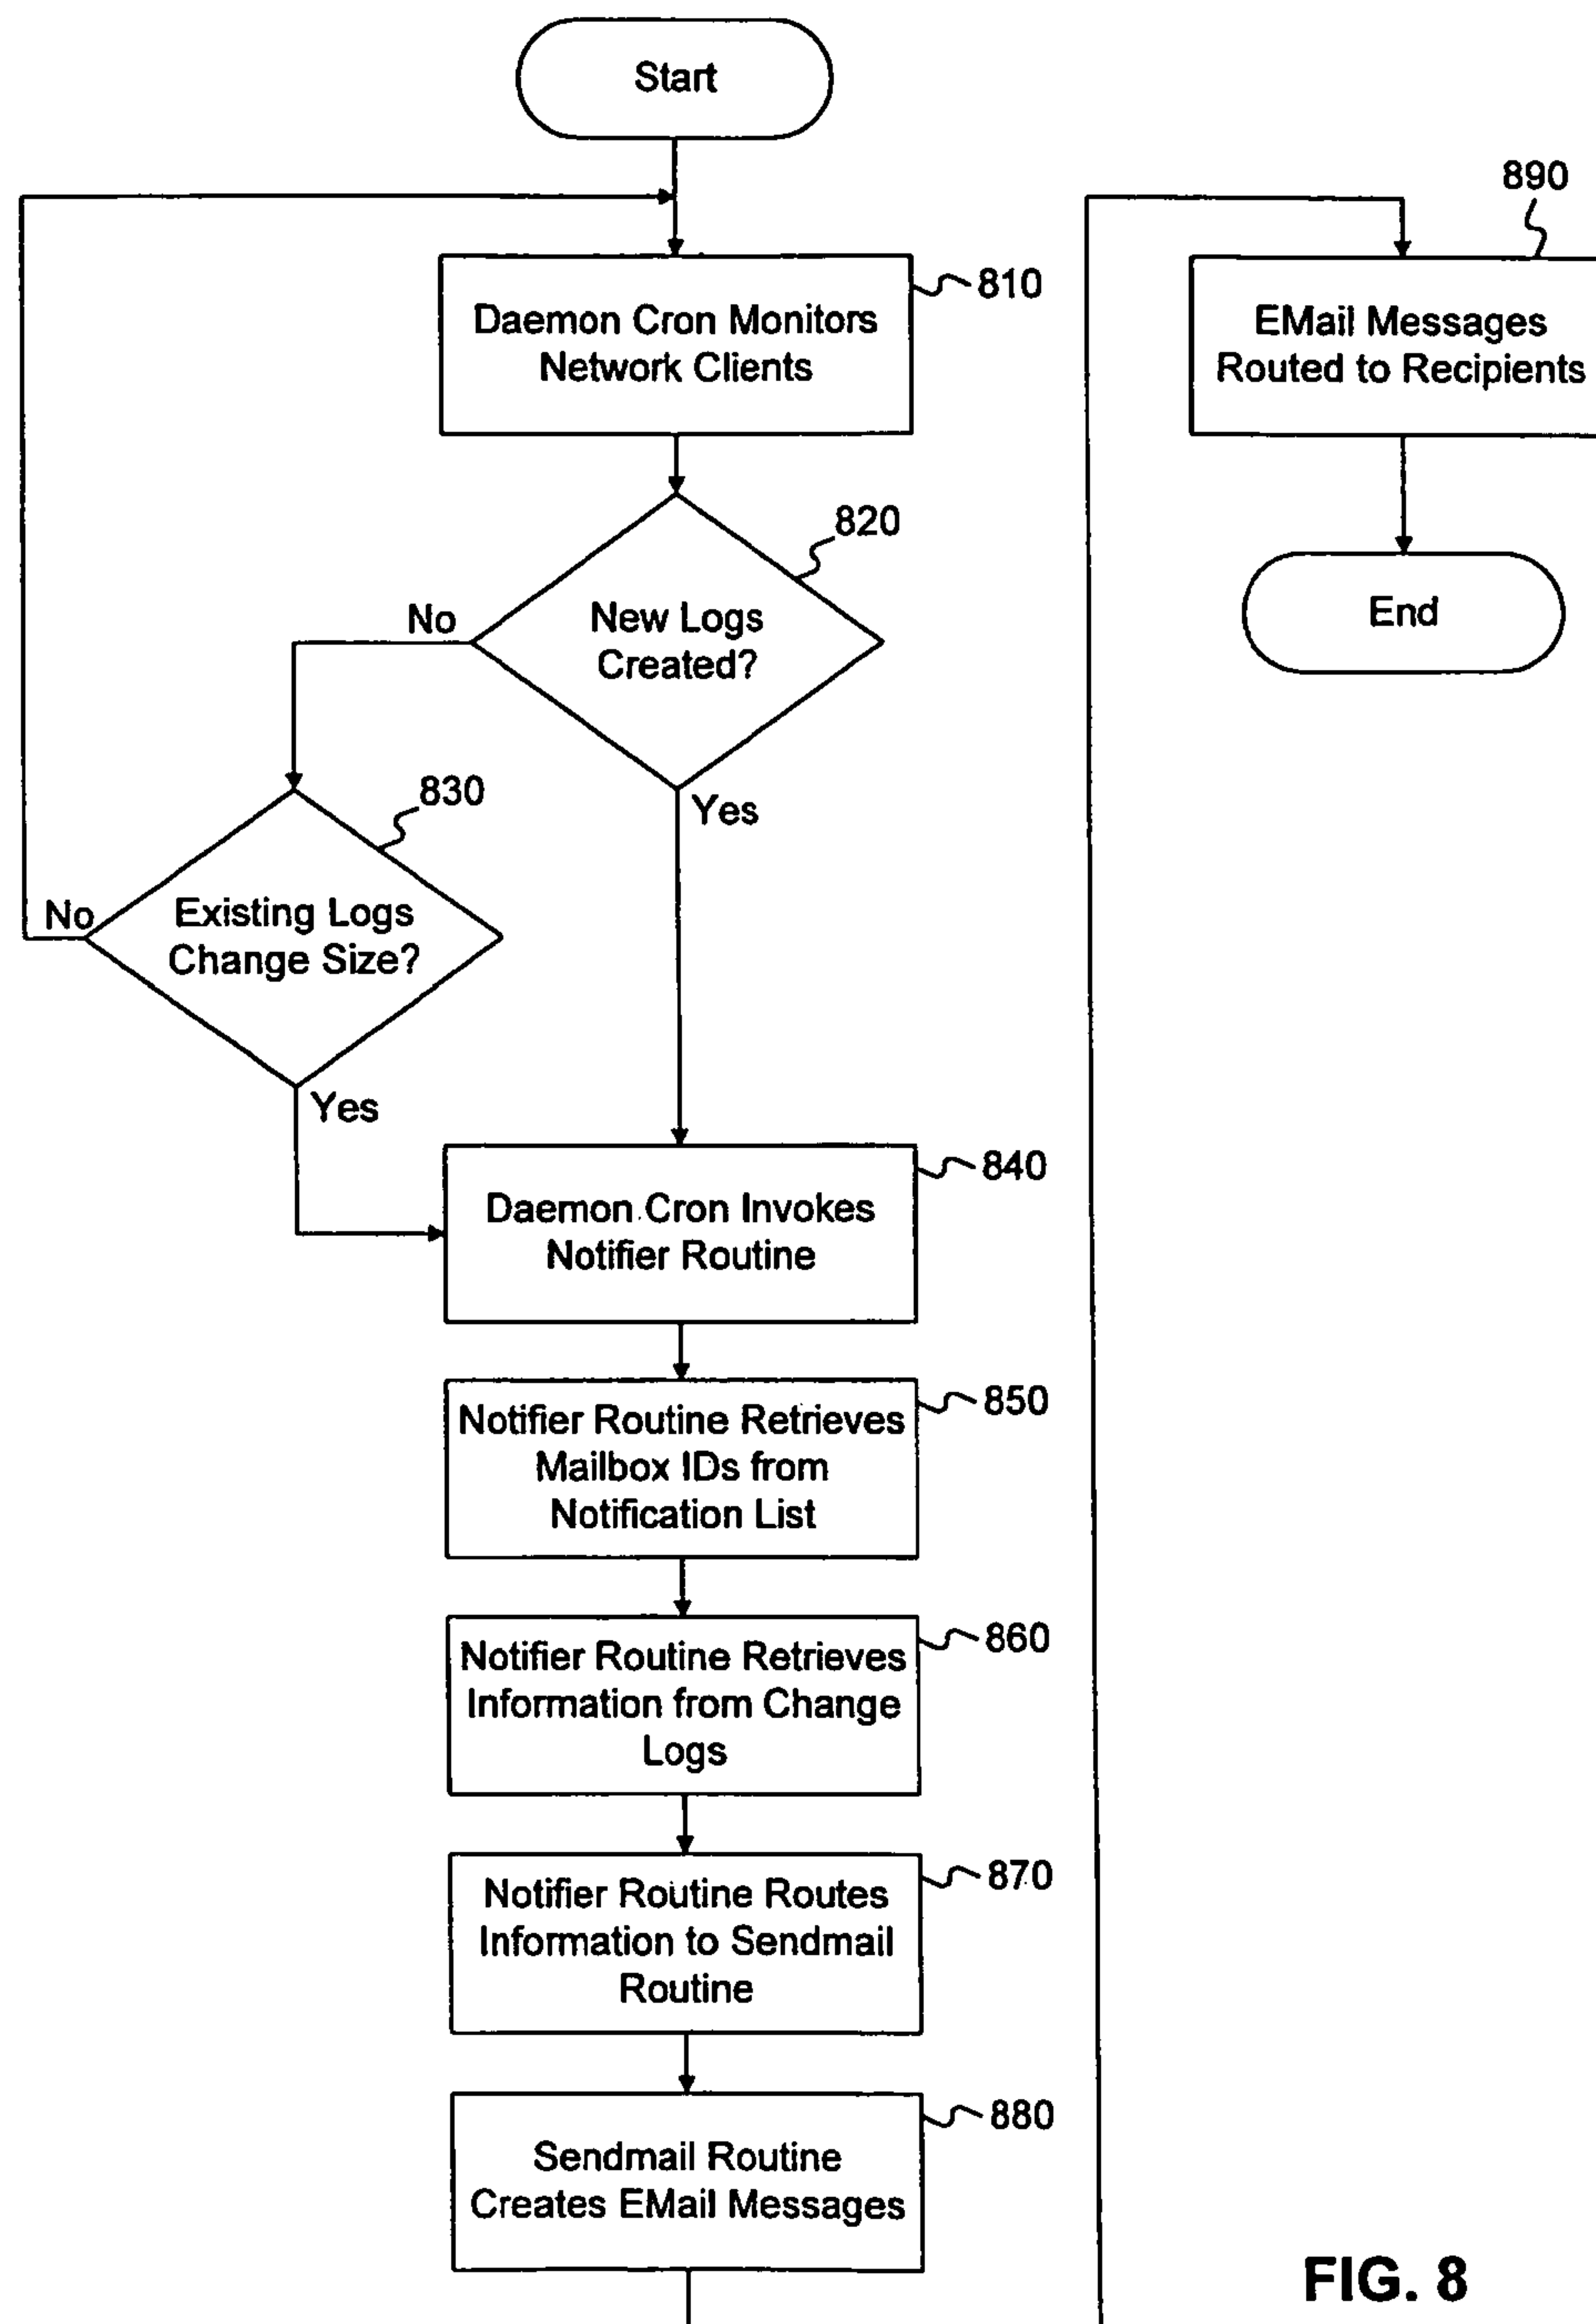 Start
810
Daemon Cron Monitors
Network Clients
820
New Logs
Created?
No
Yes
830
Existing Logs
Change Size?
No
Yes
840
Daemon Cron Invokes
Notifier Routine
850
Notifier Routine Retrieves
Mailbox IDs from
Notification List
860
Notifier Routine Retrieves
Information from Change
Logs
870
Notifier Routine Routes
Information to Sendmail
Routine
880
Sendmail Routine
Creates EMail Messages
890
EMail Messages
Routed to Recipients
End
FIG. 8